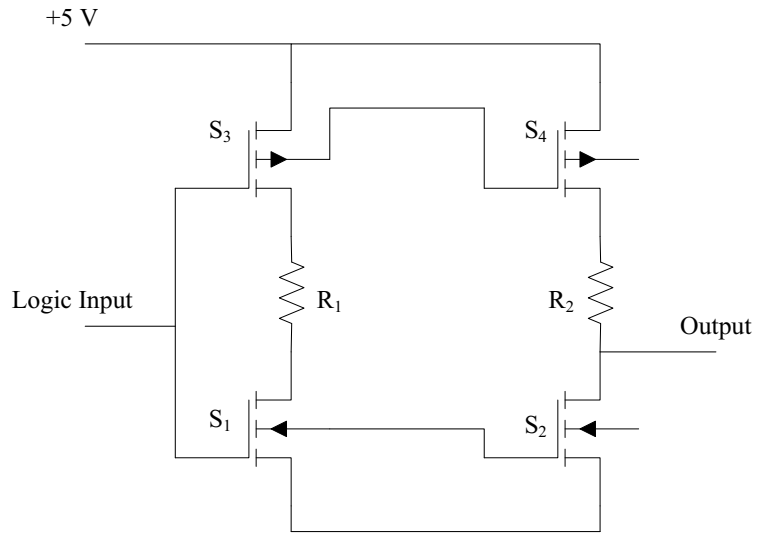 +5 V
S₃
S₄
Logic Input
R₁
R₂
Output
S₁
S₂